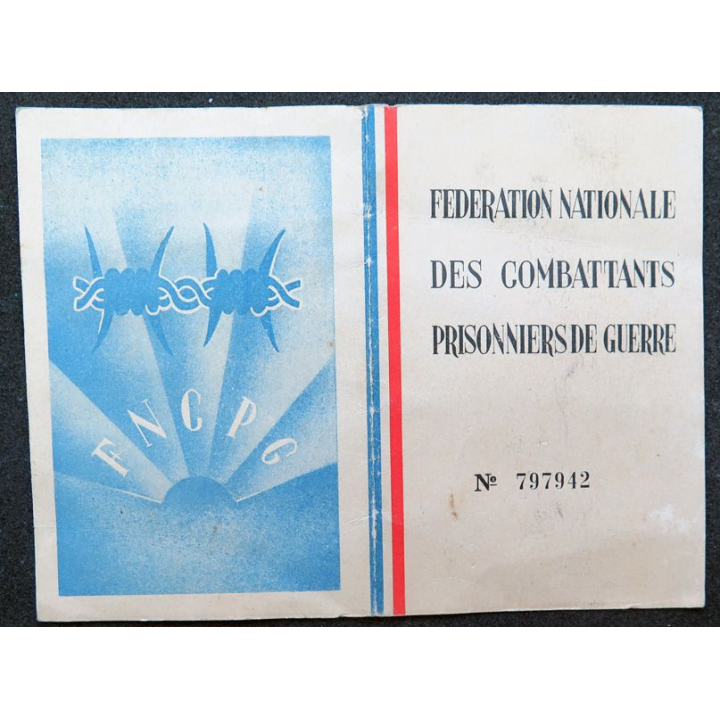 FNCPG
FEDERATION NATIONALE
DES COMBATTANTS
PRISONNIERS DE GUERRE
Nº 797942